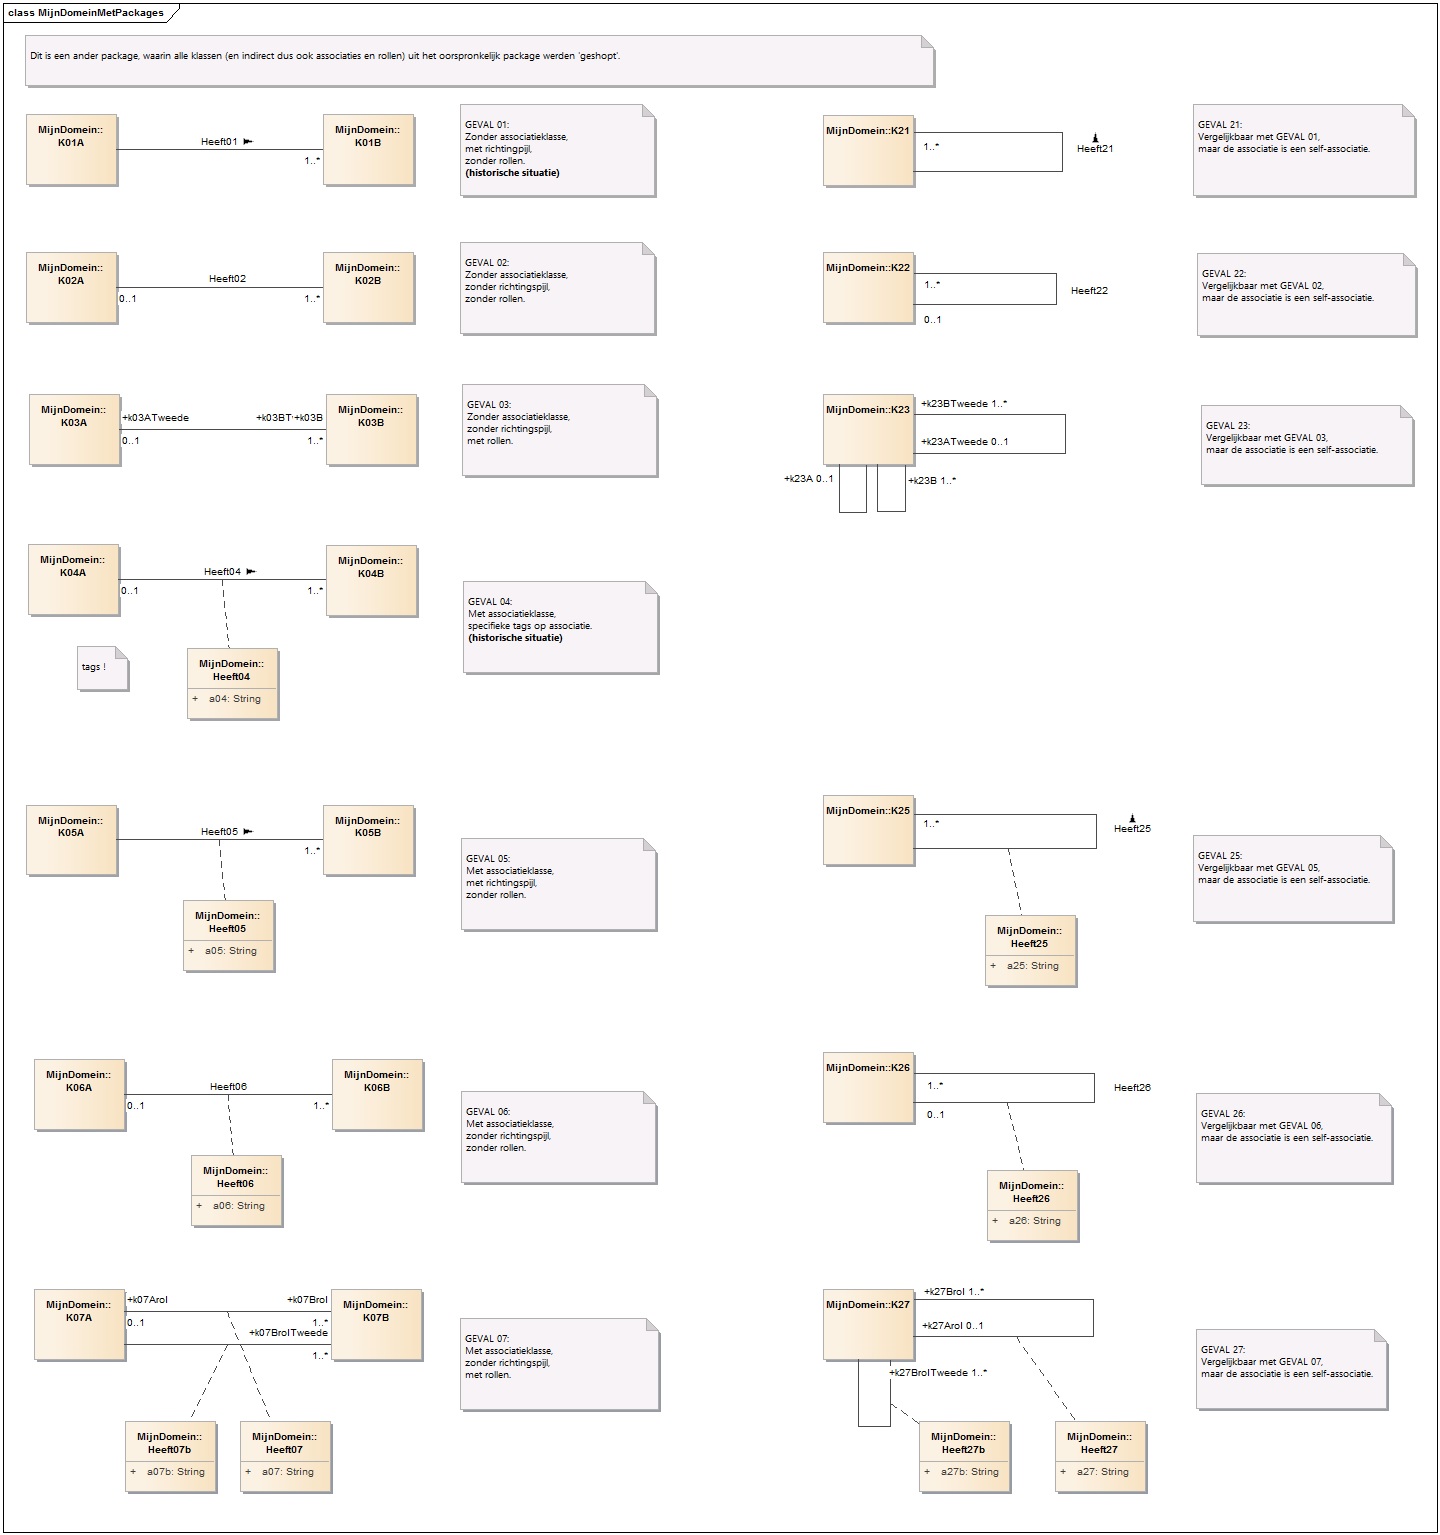 class MijnDomeinMetPackages
Dit is een ander package, waarin alle klassen (en indirect dus ook associaties en rollen) uit het oorspronkelijk package werden 'geshopt'.
MijnDomein::
K01A
Heeft01
1..*
MijnDomein::
K01B
GEVAL 01:
Zonder associatieklasse,
met richtingpijl,
zonder rollen.
(historische situatie)
MijnDomein::K21
1..*
Heeft21
GEVAL 21:
Vergelijkbaar met GEVAL 01,
maar de associatie is een self-associatie.
MijnDomein::
K02A
0..1
Heeft02
1..*
MijnDomein::
K02B
GEVAL 02:
Zonder associatieklasse,
zonder richtingspijl,
zonder rollen.
MijnDomein::K22
1..*
0..1
Heeft22
GEVAL 22:
Vergelijkbaar met GEVAL 02,
maar de associatie is een self-associatie.
MijnDomein::
K03A
+k03ATweede
0..1
+k03BT +k03B
1..*
MijnDomein::
K03B
GEVAL 03:
Zonder associatieklasse,
zonder richtingspijl,
met rollen.
MijnDomein::K23
+k23BTweede 1..*
+k23ATweede 0..1
+k23A 0..1
+k23B 1..*
GEVAL 23:
Vergelijkbaar met GEVAL 03,
maar de associatie is een self-associatie.
MijnDomein::
K04A
0..1
Heeft04
1..*
MijnDomein::
K04B
GEVAL 04:
Met associatieklasse,
specifieke tags op associatie.
(historische situatie)
tags !
MijnDomein::
Heeft04
+ a04: String
MijnDomein::
K05A
Heeft05
1..*
MijnDomein::
K05B
GEVAL 05:
Met associatieklasse,
met richtingspijl,
zonder rollen.
MijnDomein::
Heeft05
+ a05: String
MijnDomein::K25
1..*
Heeft25
GEVAL 25:
Vergelijkbaar met GEVAL 05,
maar de associatie is een self-associatie.
MijnDomein::
Heeft25
+ a25: String
MijnDomein::
K06A
0..1
Heeft06
1..*
MijnDomein::
K06B
GEVAL 06:
Met associatieklasse,
zonder richtingspijl,
zonder rollen.
MijnDomein::
Heeft06
+ a06: String
MijnDomein::K26
1..*
0..1
Heeft26
GEVAL 26:
Vergelijkbaar met GEVAL 06,
maar de associatie is een self-associatie.
MijnDomein::
Heeft26
+ a26: String
MijnDomein::
K07A
+k07Arol
0..1
+k07Brol
1..*
+k07BrolTweede
1..*
MijnDomein::
K07B
GEVAL 07:
Met associatieklasse,
zonder richtingspijl,
met rollen.
MijnDomein::
Heeft07b
+ a07b: String
MijnDomein::
Heeft07
+ a07: String
MijnDomein::K27
+k27Brol 1..*
+k27Arol 0..1
+k27BrolTweede 1..*
GEVAL 27:
Vergelijkbaar met GEVAL 07,
maar de associatie is een self-associatie.
MijnDomein::
Heeft27b
+ a27b: String
MijnDomein::
Heeft27
+ a27: String